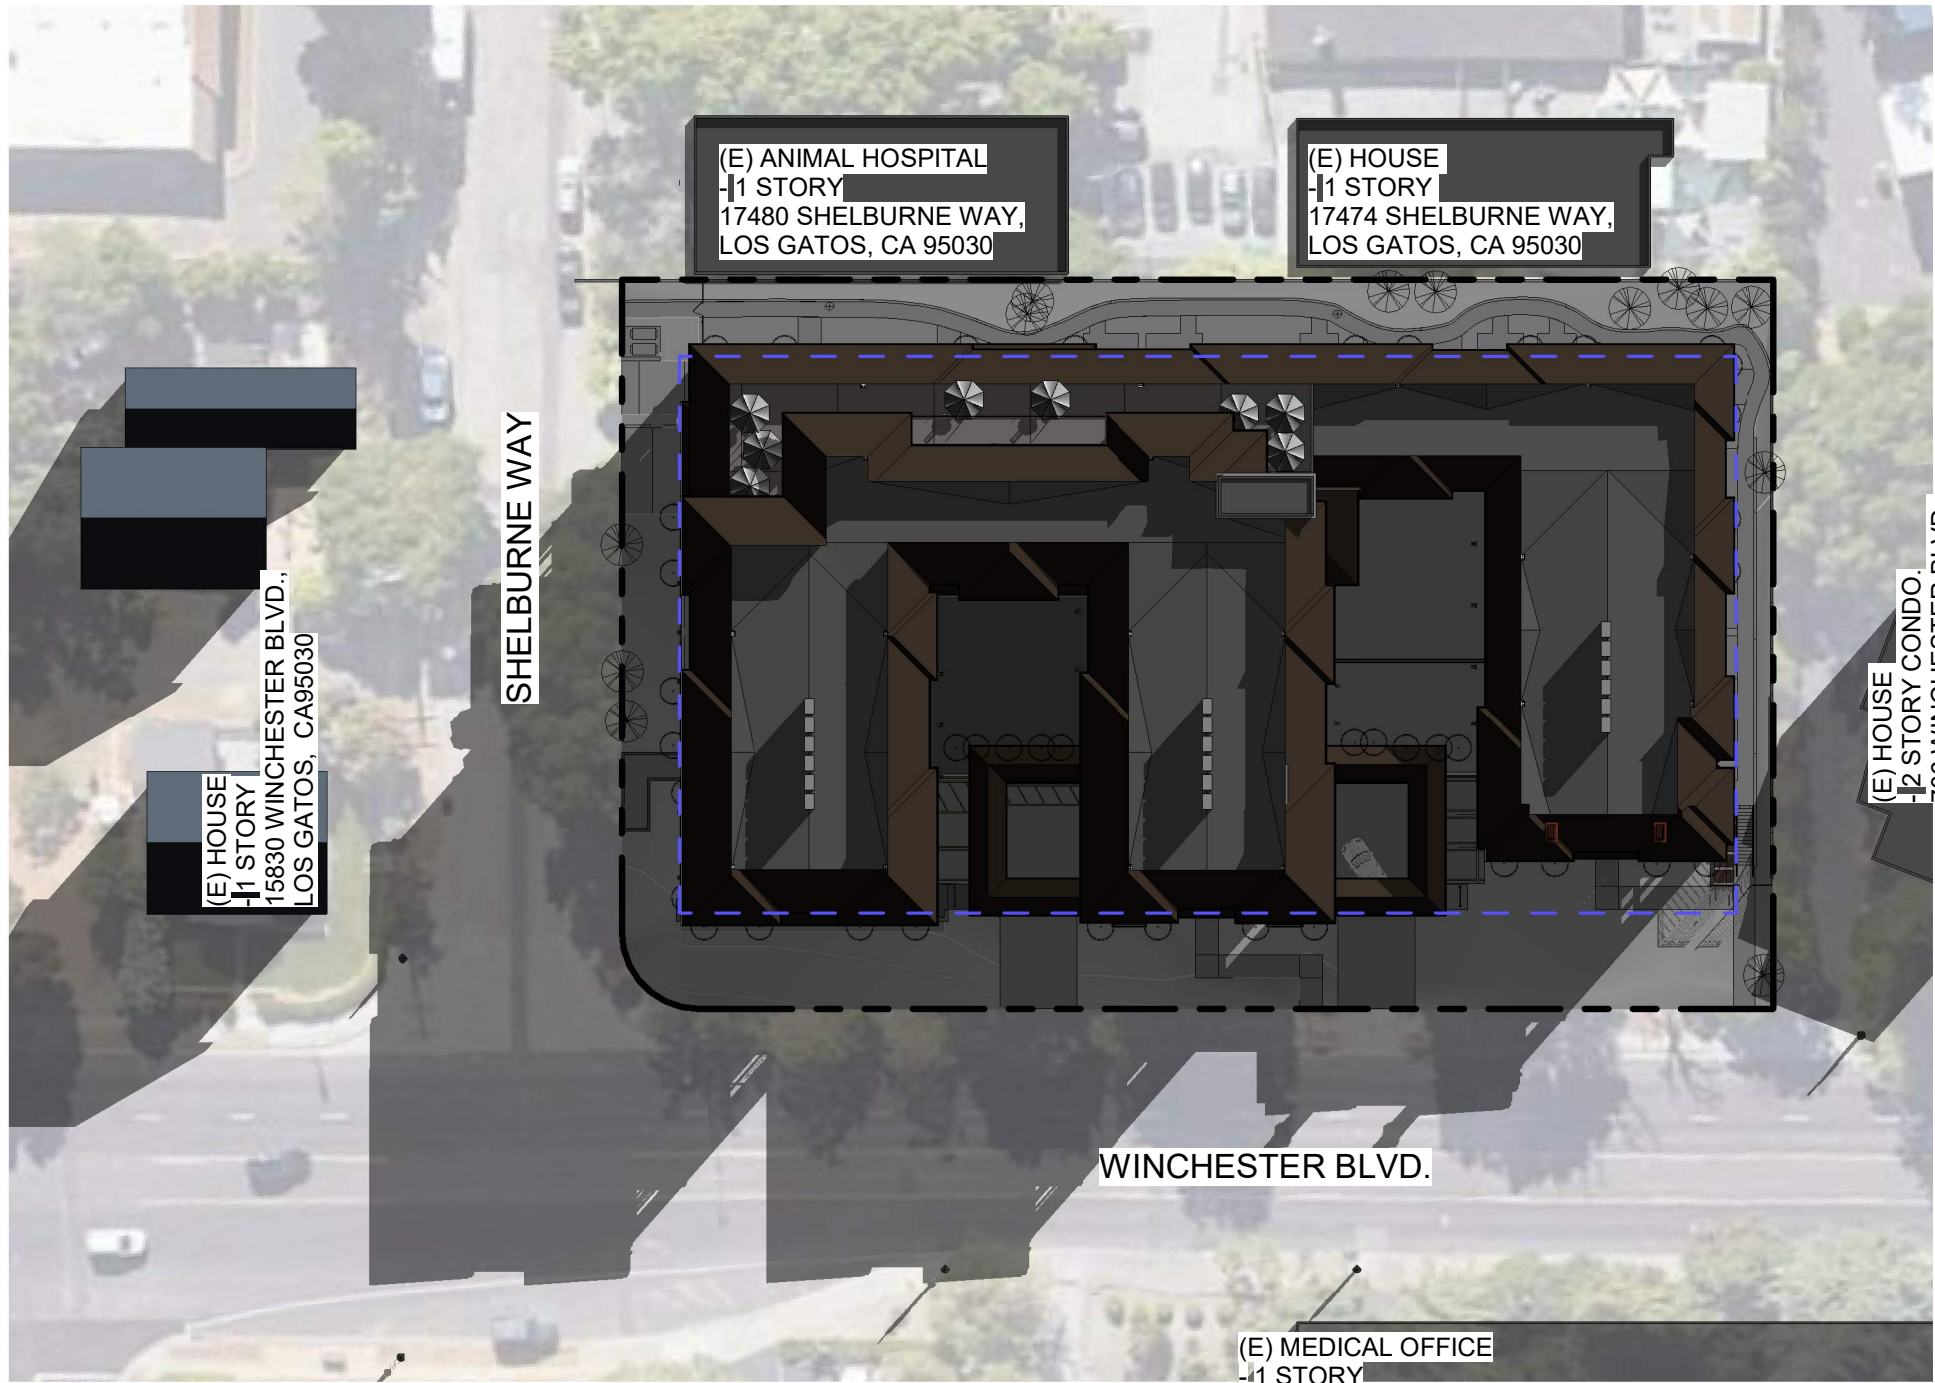 (E) ANIMAL HOSPITAL
- 1 STORY
17480 SHELBURNE WAY,
LOS GATOS, CA 95030
(E) HOUSE
- 1 STORY
17474 SHELBURNE WAY,
LOS GATOS, CA 95030
SHELBURNE WAY
(E) HOUSE
- 1 STORY
15830 WINCHESTER BLVD.,
LOS GATOS, CA95030
(E) HOUSE
- 2 STORY CONDO.
WINCHESTER BLVD
WINCHESTER BLVD.
(E) MEDICAL OFFICE
- 1 STORY